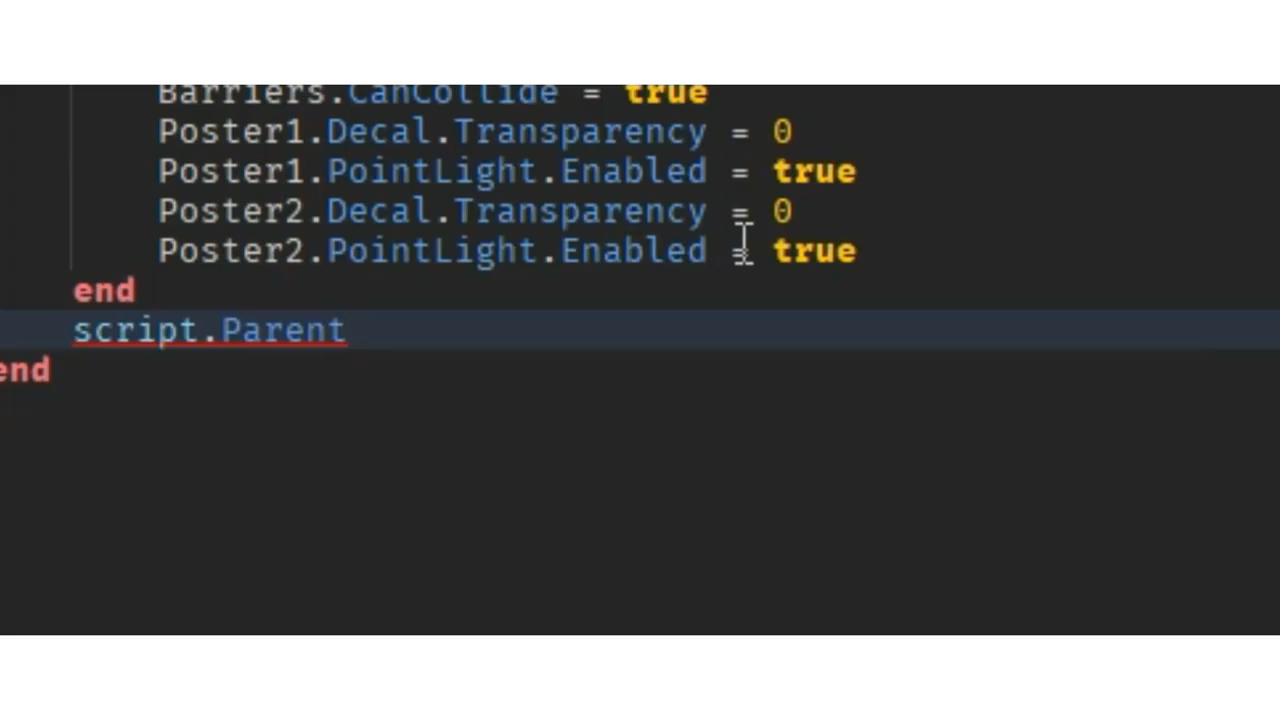 Barriers.CanCollide = true
Poster1.Decal.Transparency = 0
Poster1.PointLight.Enabled = true
Poster2.Decal.Transparency = 0
Poster2.PointLight.Enabled = true
end
script.Parent
end